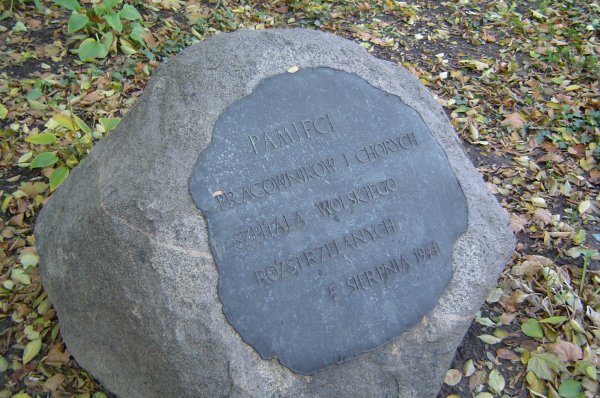 PAMIĘCI
PRACOWNIKÓW I CHORYCH
SZPITALA WOLSKIEGO
ROZSTRZELANYCH
5 SIERPNIA 1944